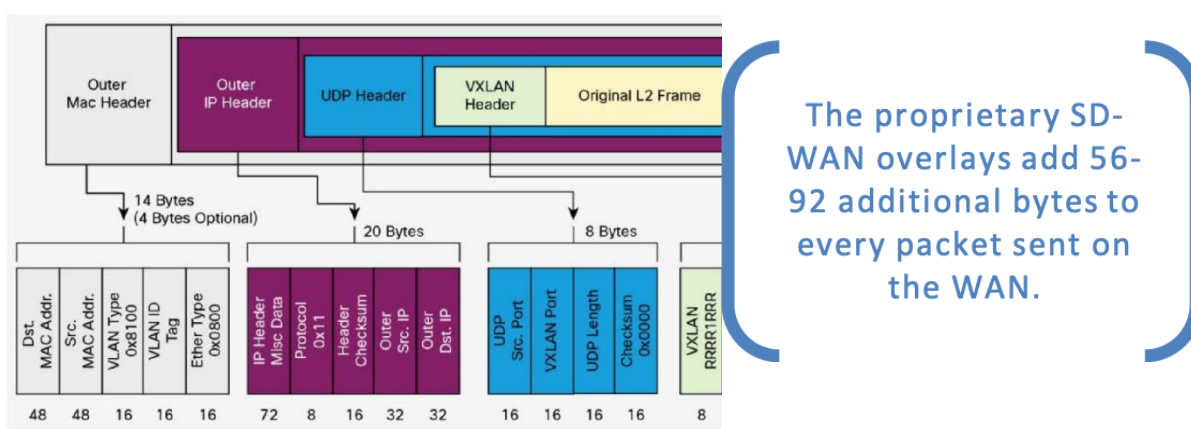 Outer
Mac Header
Outer
IP Header
UDP Header
VXLAN
Header
Original L2 Frame
14 Bytes
(4 Bytes Optional)
20 Bytes
8 Bytes
Dst.
MAC Addr.
Src.
MAC Addr.
VLAN Type
0x8100
VLAN ID
Tag
Ether Type
0x0800
IP Header
Misc Data
Protocol
0x11
Header
Checksum
Outer
Src. IP
Outer
Dst. IP
UDP
Src. Port
VXLAN Port
UDP Length
Checksum
0x0000
VXLAN
RRRR1RRR
48 48 16 16 16
72 8 16 32 32
16 16 16 16
8
The proprietary SD-
WAN overlays add 56-
92 additional bytes to
every packet sent on
the WAN.